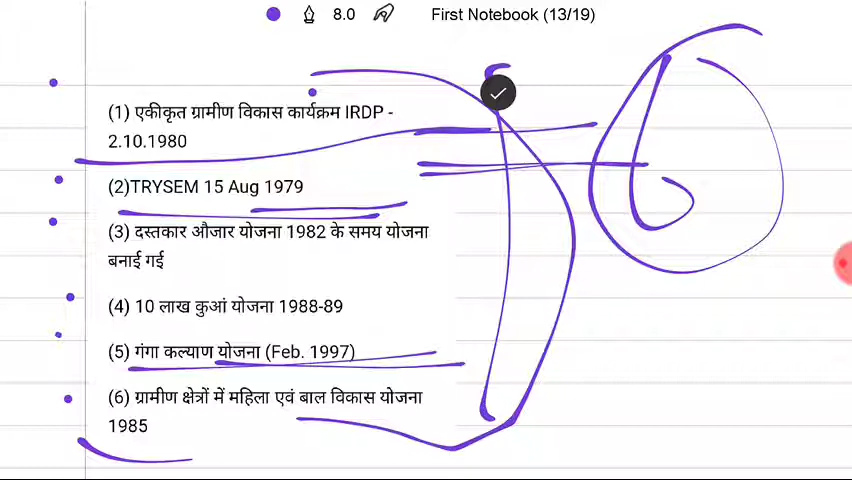 8.0 First Notebook (13/19)
(1) एकीकृत ग्रामीण विकास कार्यक्रम IRDP -
2.10.1980
(2)TRYSEM 15 Aug 1979
(3) दस्तकार औजार योजना 1982 के समय योजना
बनाई गई
(4) 10 लाख कुआं योजना 1988-89
(5) गंगा कल्याण योजना (Feb. 1997)
(6) ग्रामीण क्षेत्रों में महिला एवं बाल विकास योजना
1985
6